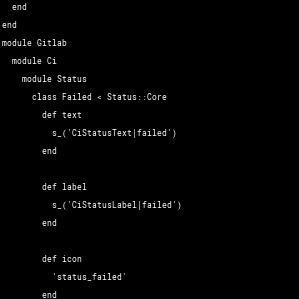 end
end
module Gitlab
module Ci
module Status
class Failed < Status::Core
def text
s_('CiStatusText|failed')
end
def label
s_('CiStatusLabel|failed')
end
def icon
'status_failed'
end